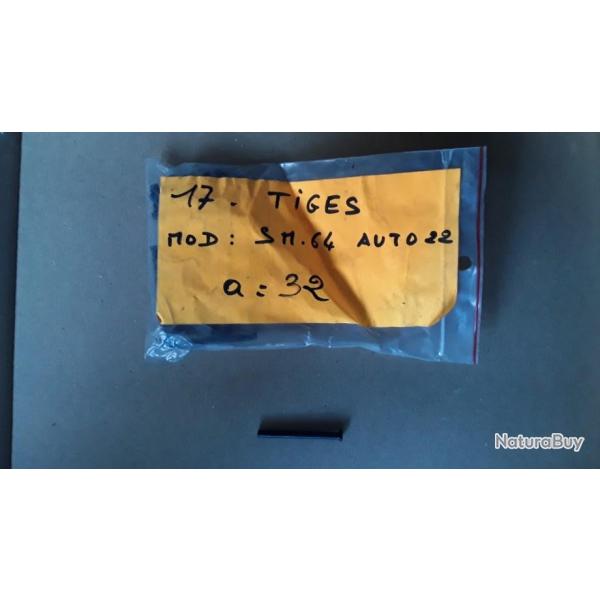 17. TIGES
MOD: SM.64 AUTO 22
a = 32
NaturaBuy